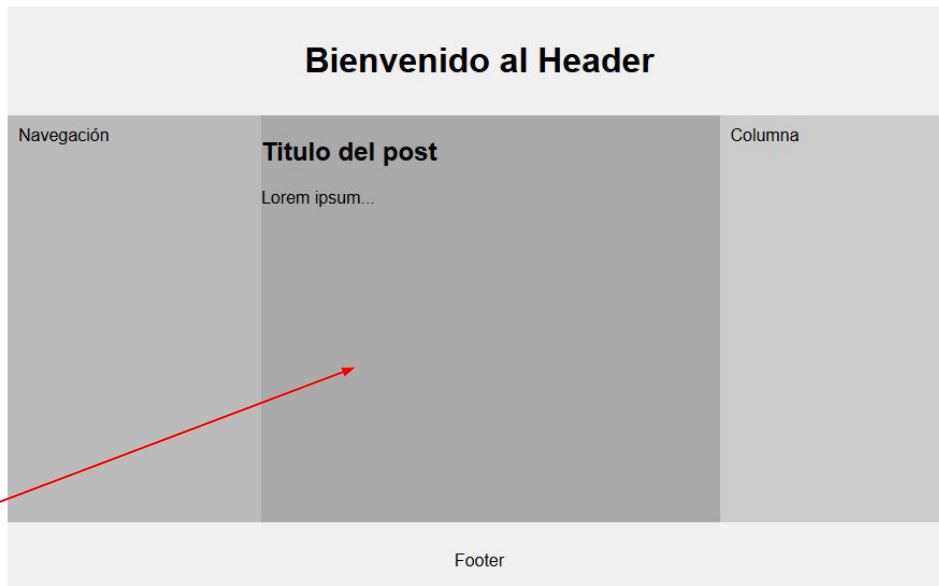 Bienvenido al Header
Navegación
Titulo del post
Lorem ipsum...
Columna
Footer